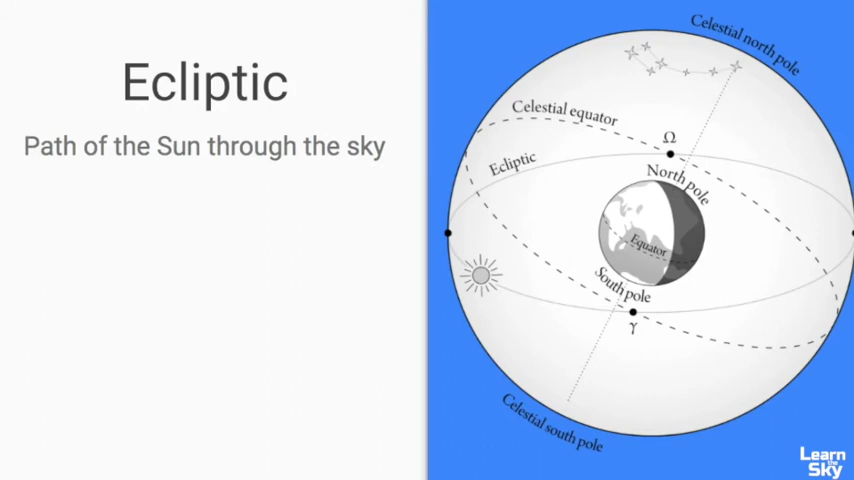 Ecliptic
Path of the Sun through the sky
Celestial north pole
Celestial equator
Ω
Ecliptic
North pole
Equator
South pole
γ
Celestial south pole
Learn
the
Sky